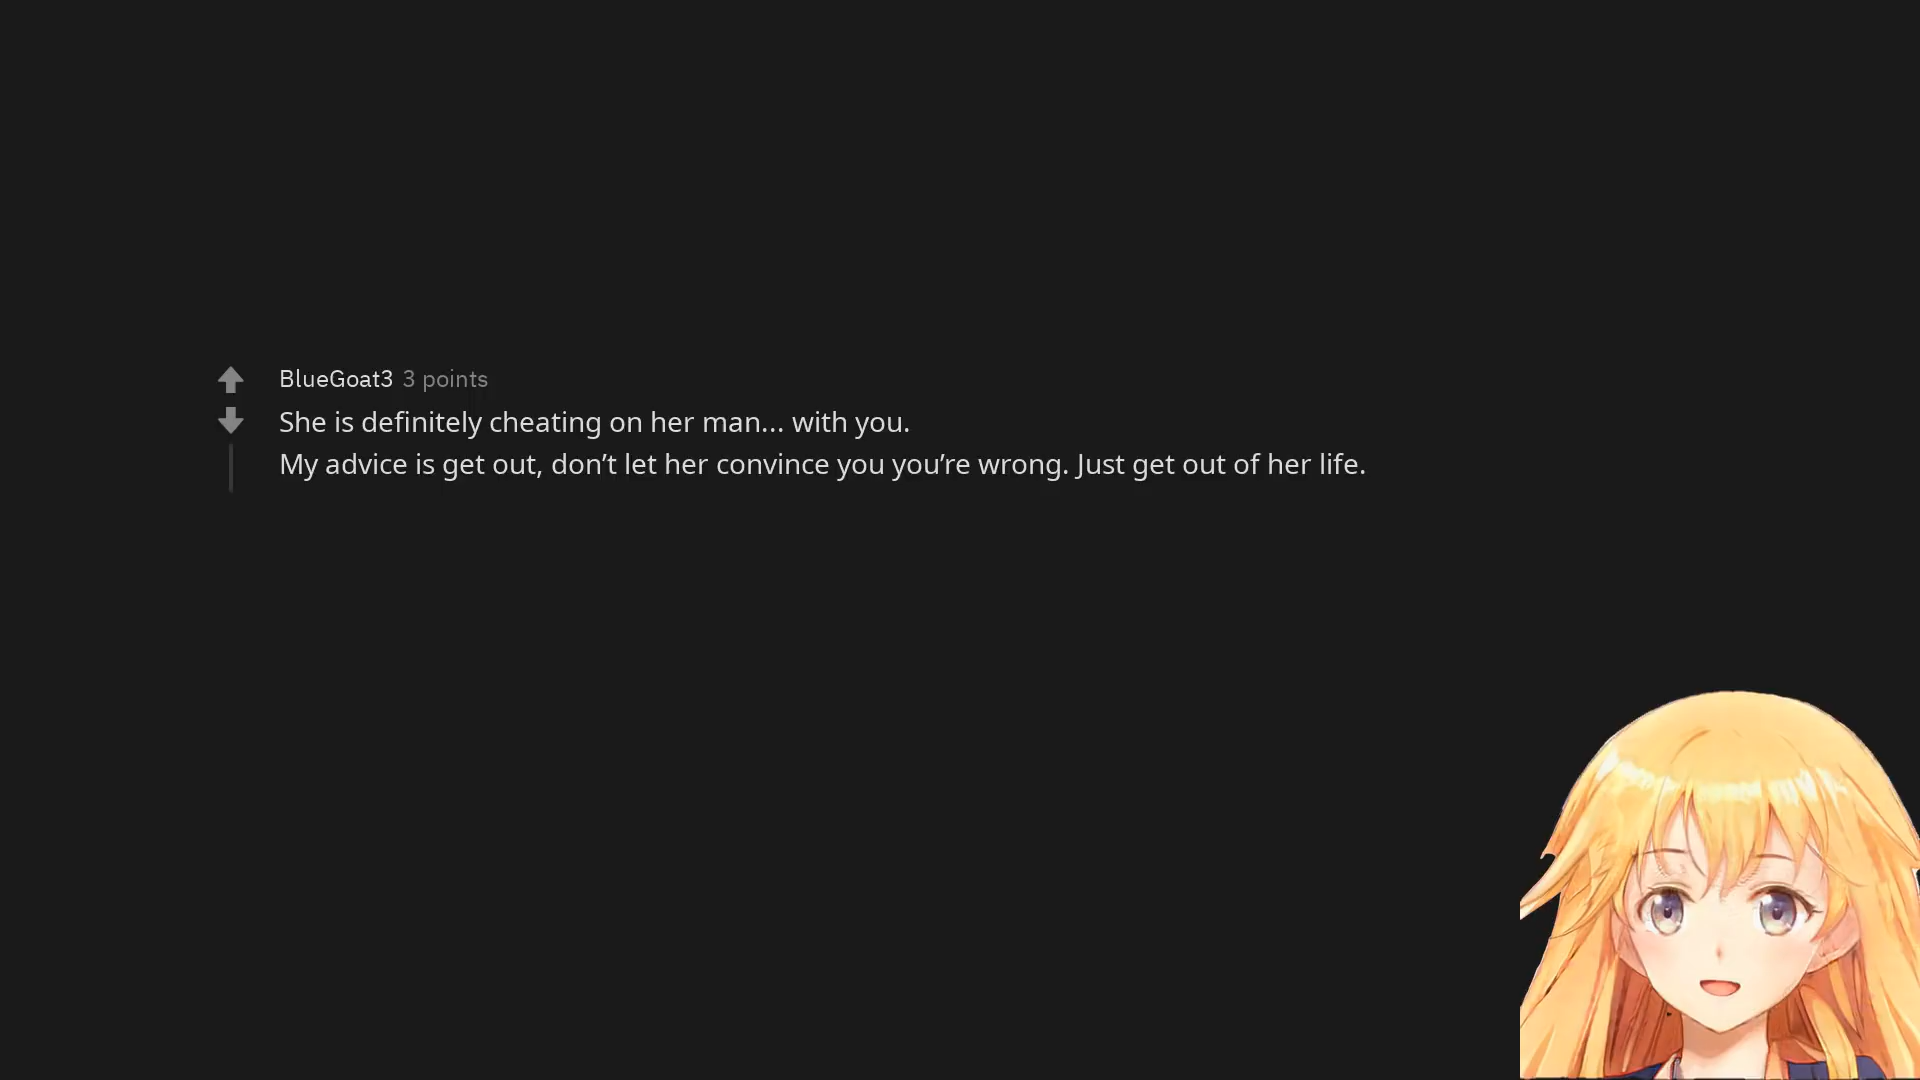 BlueGoat3 3 points
She is definitely cheating on her man... with you.
My advice is get out, don’t let her convince you you’re wrong. Just get out of her life.